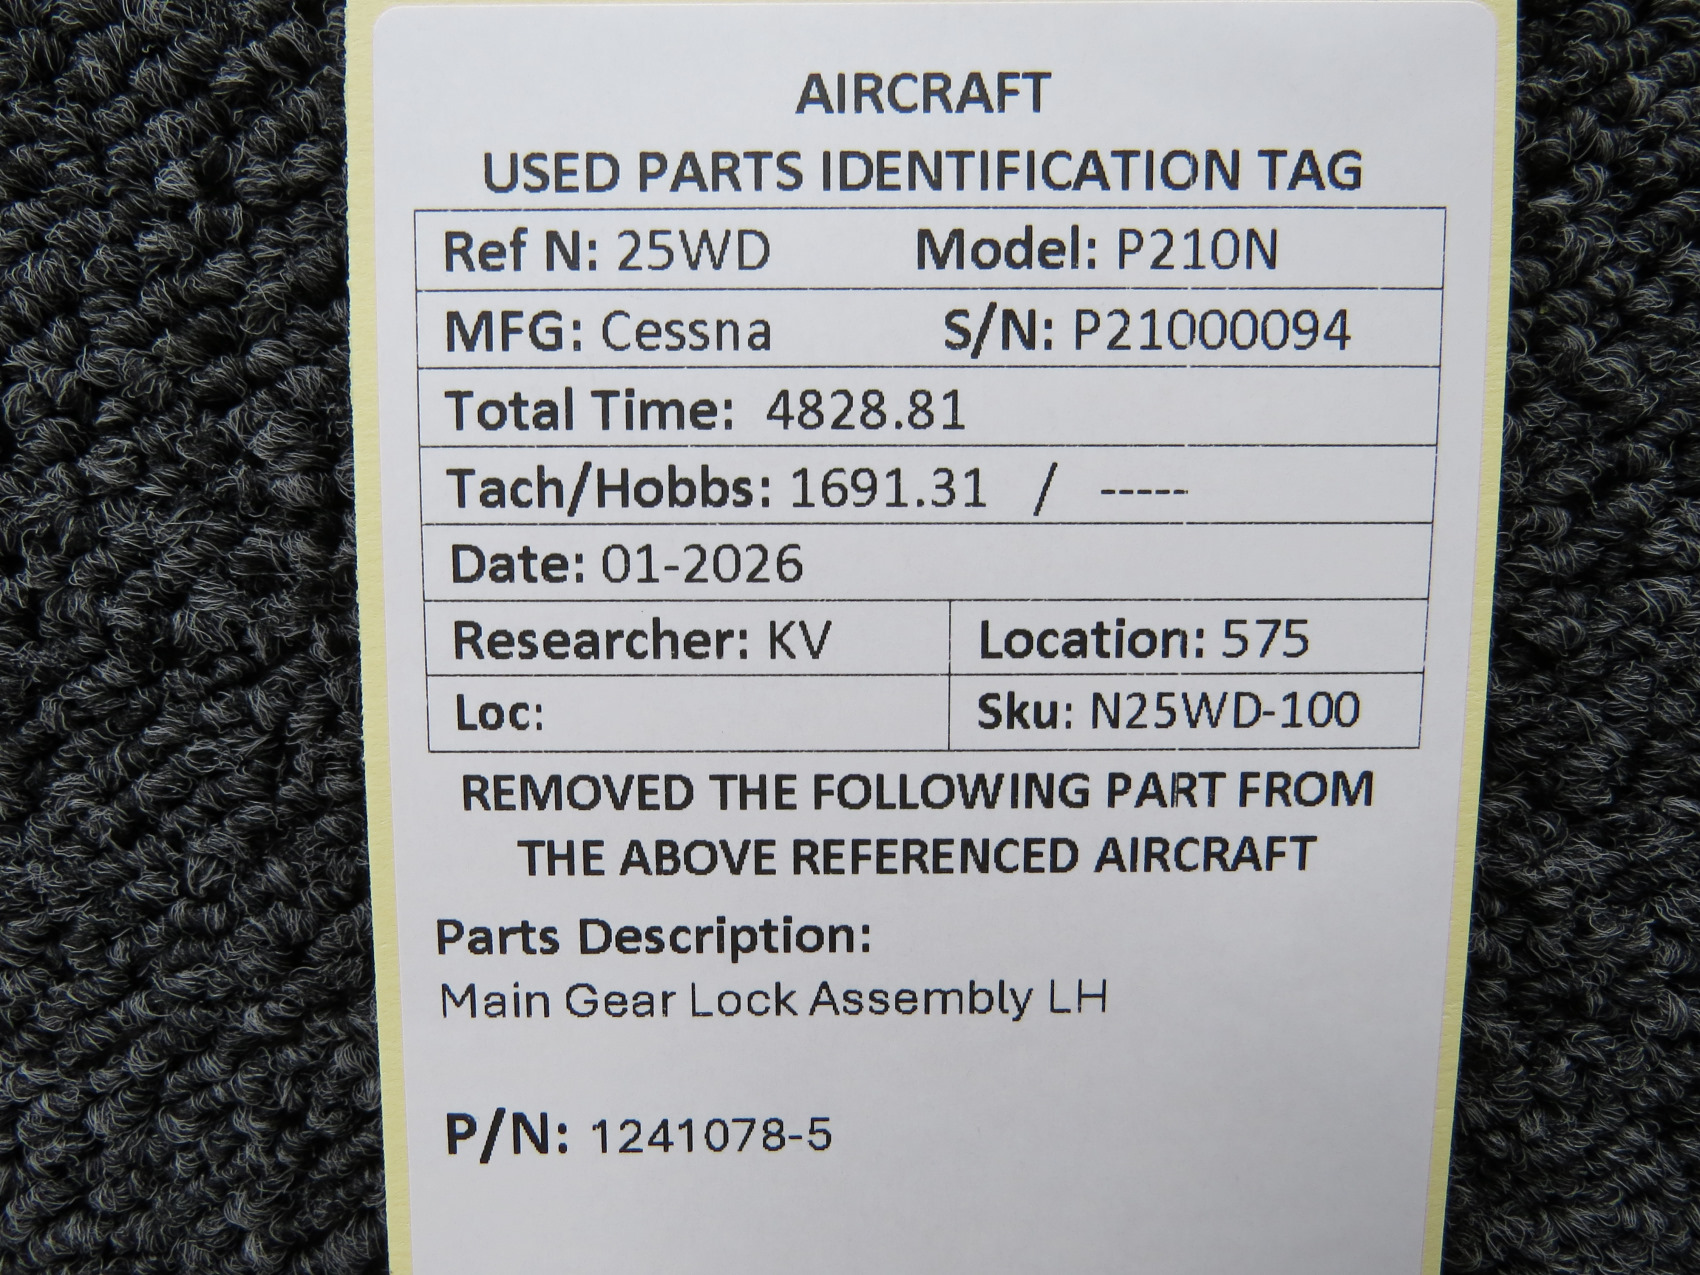 AIRCRAFT
USED PARTS IDENTIFICATION TAG
Ref N: 25WD Model: P210N
MFG: Cessna S/N: P21000094
Total Time: 4828.81
Tach/Hobbs: 1691.31 / -----
Date: 01-2026
Researcher: KV Location: 575
Loc: Sku: N25WD-100
REMOVED THE FOLLOWING PART FROM
THE ABOVE REFERENCED AIRCRAFT
Parts Description:
Main Gear Lock Assembly LH
P/N: 1241078-5